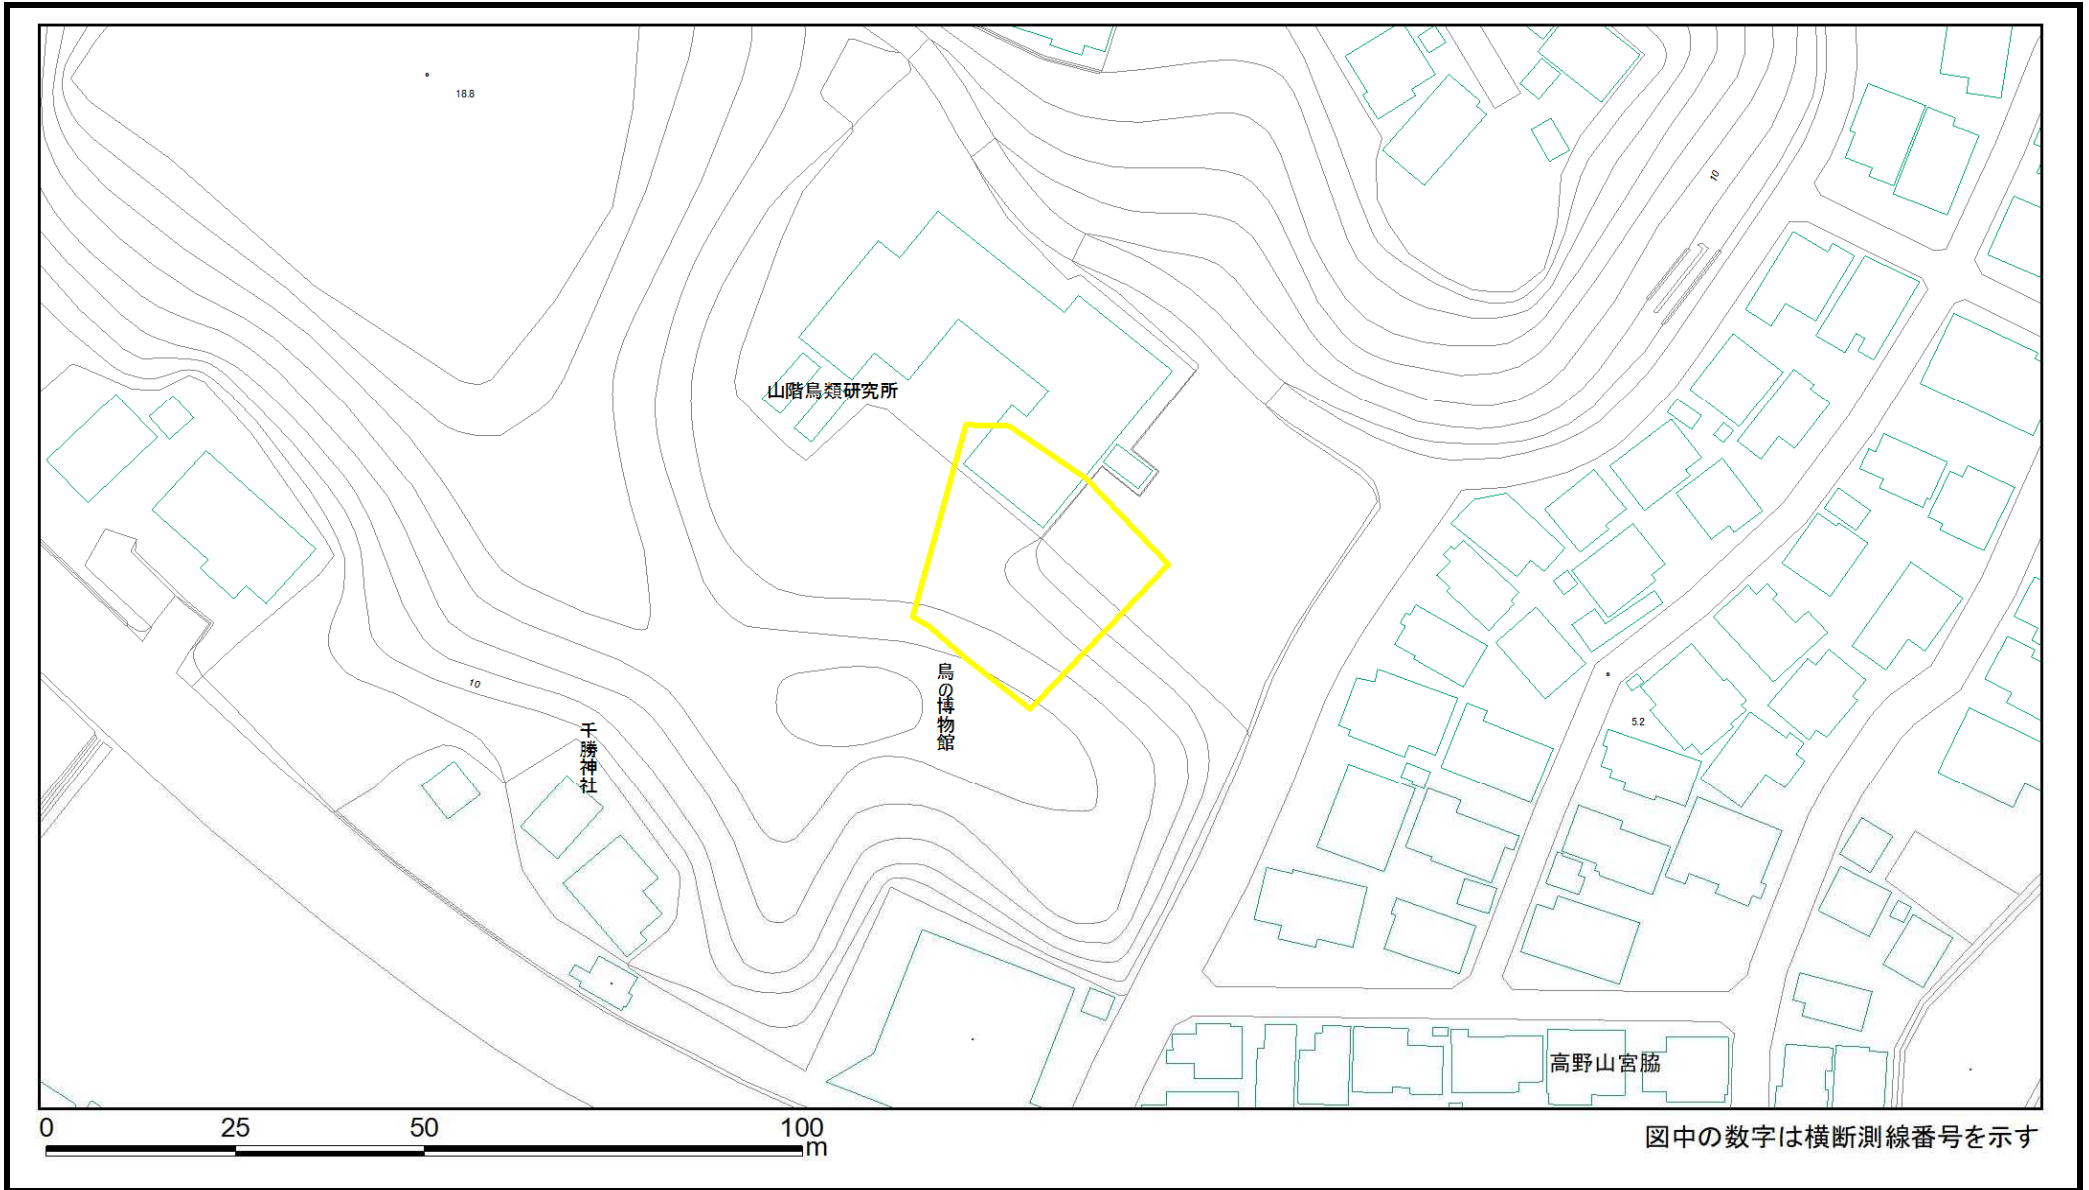 18.8
10
山階鳥類研究所
10
鳥の博物館
千勝神社
5.2
高野山宮脇
0 25 50 100
m
図中の数字は横断測線番号を示す